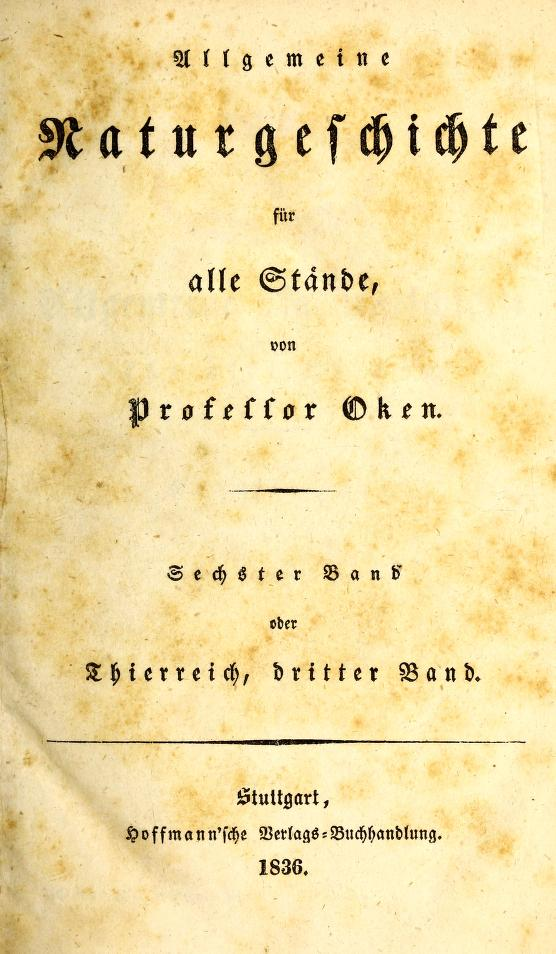 Allgemeine
Naturgeschichte
für
alle Stände,
von
Professor Oken.
Sechster Band
oder
Thierreich, dritter Band.
Stuttgart,
Hoffmann'sche Verlags-Buchhandlung.
1836.